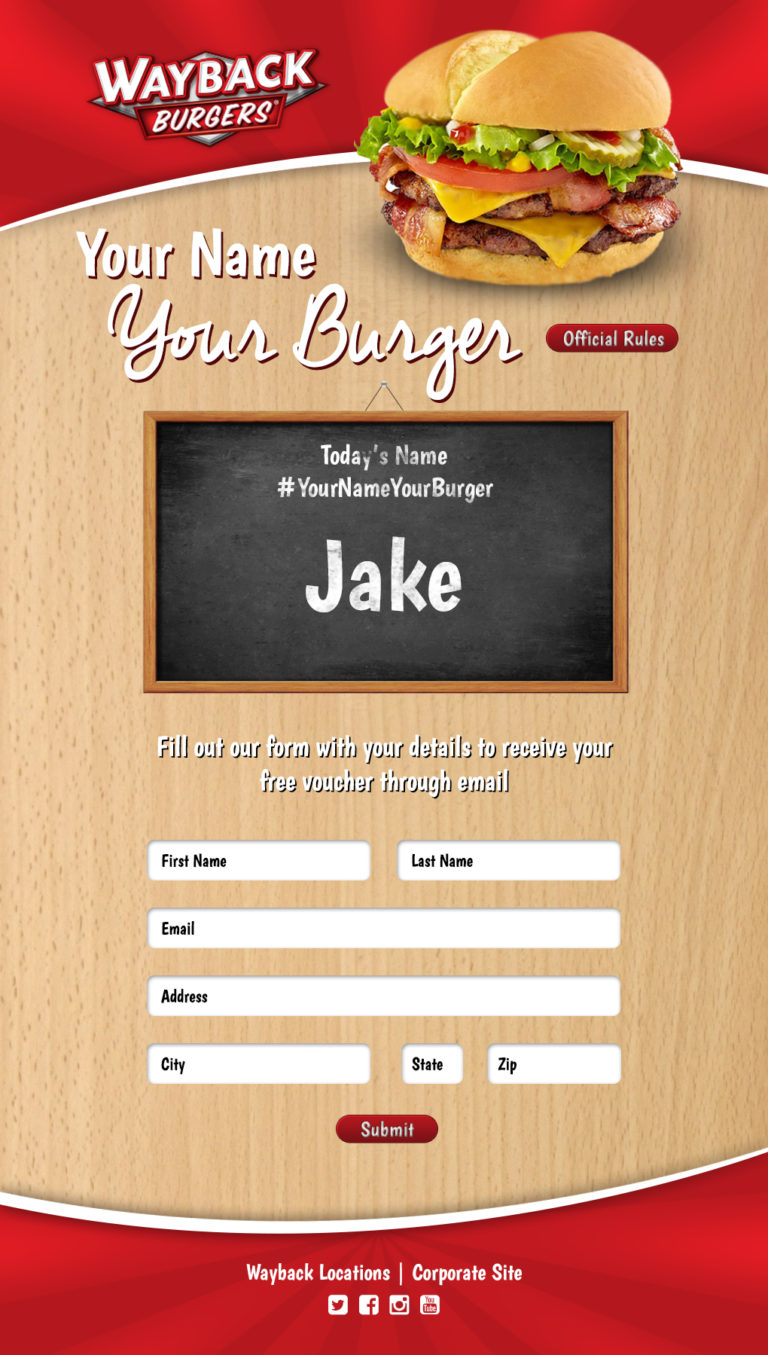 WAYBACK
BURGERS®
Your Name
Your Burger
Official Rules
Today's Name
#YourNameYourBurger
Jake
Fill out our form with your details to receive your
free voucher through email
First Name
Last Name
Email
Address
City
State
Zip
Submit
Wayback Locations | Corporate Site
You
Tube